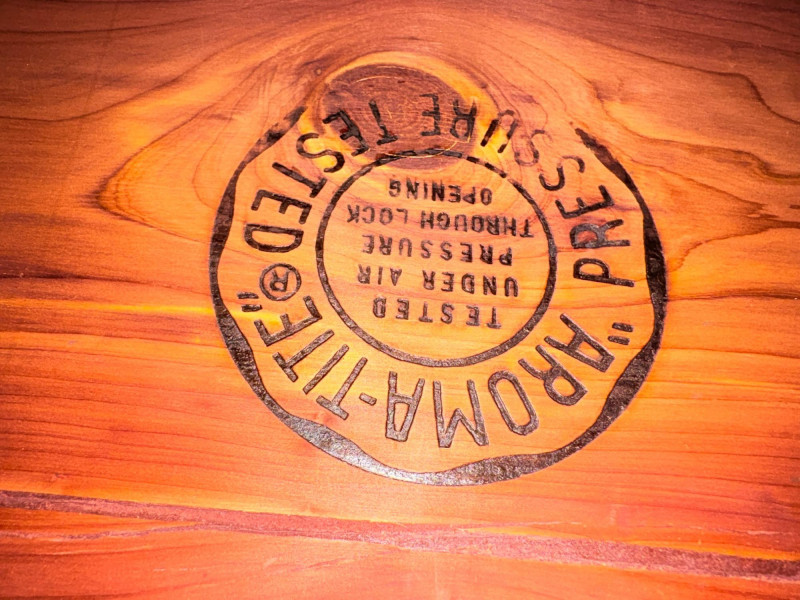 "AROMA-TITE"®
PRESSURE TESTED
TESTED
UNDER AIR
PRESSURE
THROUGH LOCK
OPENING